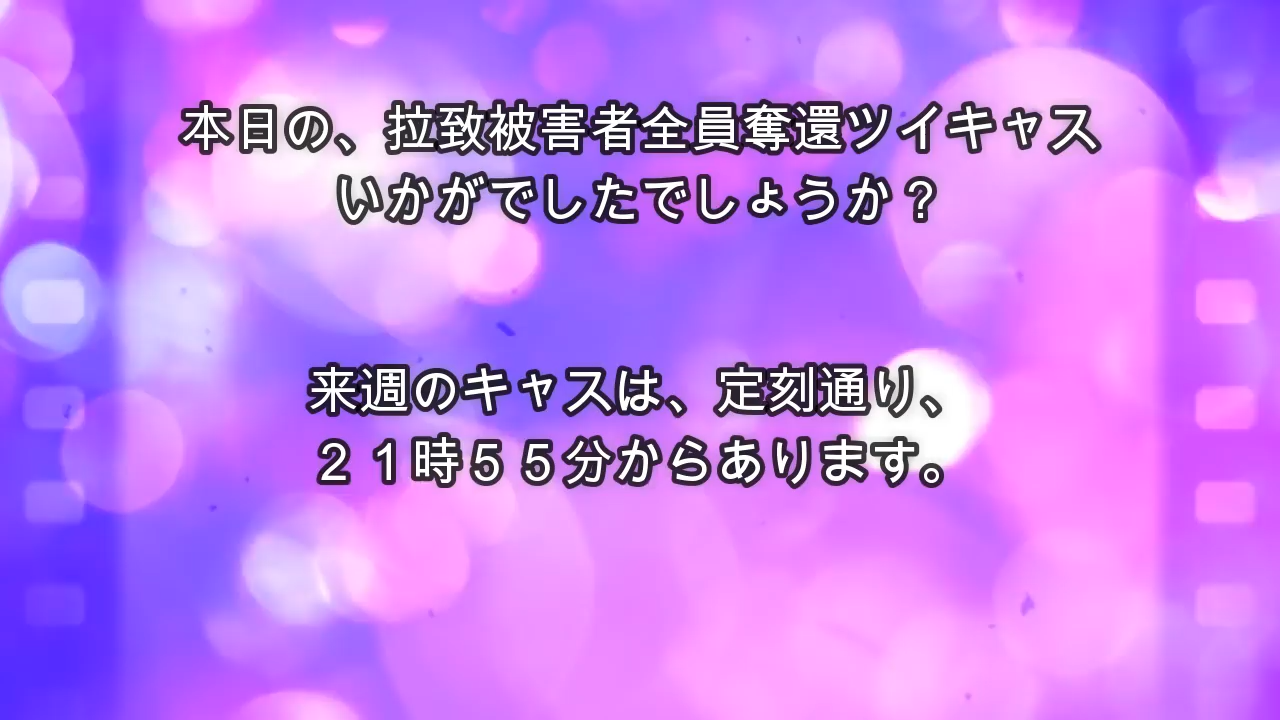 本日の、拉致被害者全員奪還ツイキャス
いかがでしたでしょうか？
来週のキャスは、定刻通り、
２１時５５分からあります。